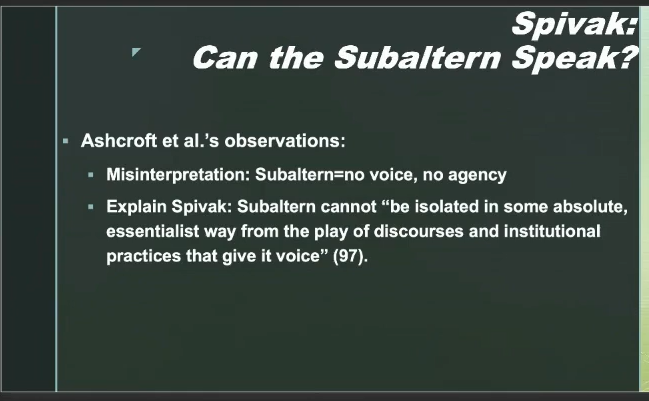 Spivak:
Can the Subaltern Speak?
▪ Ashcroft et al.’s observations:
▪ Misinterpretation: Subaltern=no voice, no agency
▪ Explain Spivak: Subaltern cannot “be isolated in some absolute,
essentialist way from the play of discourses and institutional
practices that give it voice” (97).